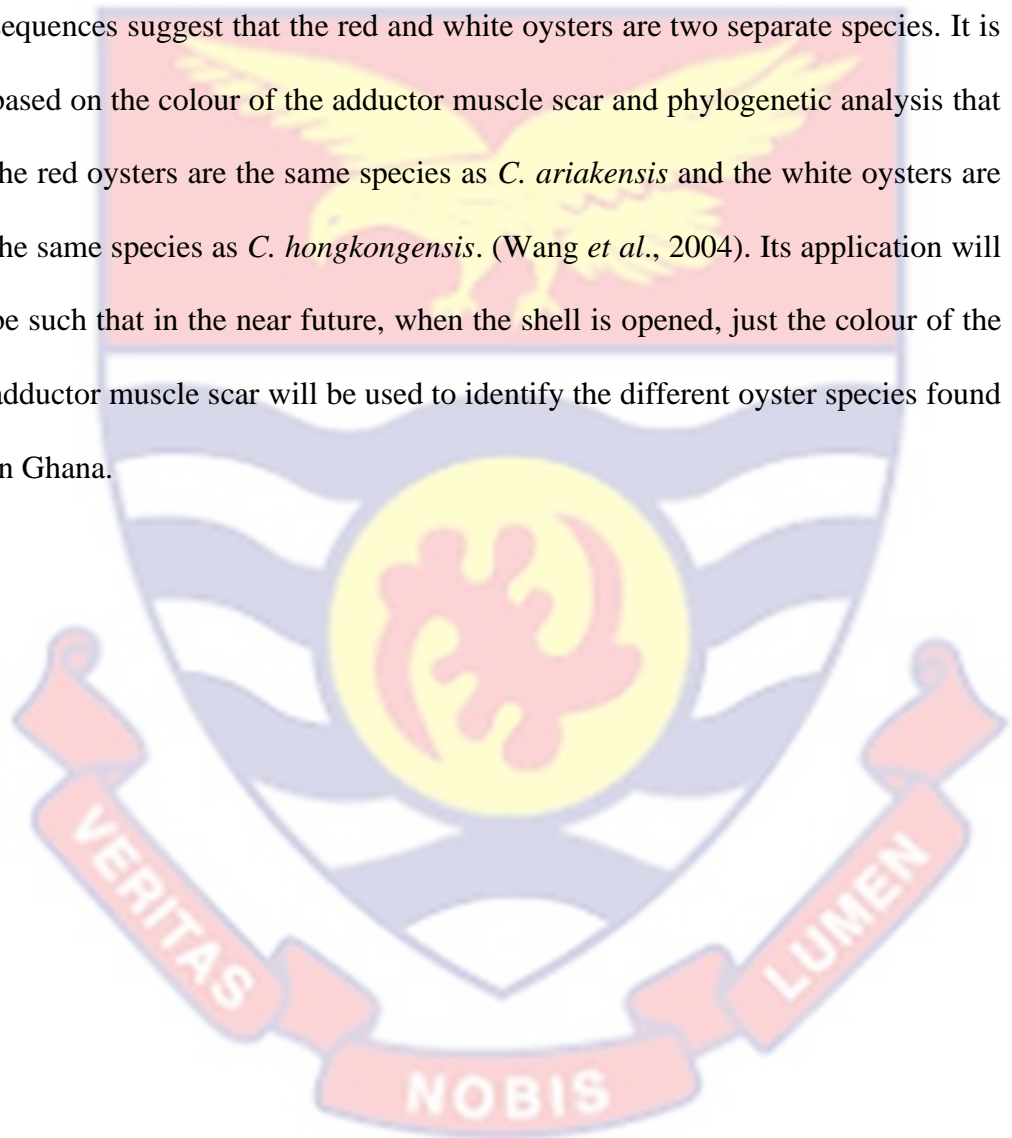 sequences suggest that the red and white oysters are two separate species. It is
based on the colour of the adductor muscle scar and phylogenetic analysis that
the red oysters are the same species as C. ariakensis and the white oysters are
the same species as C. hongkongensis. (Wang et al., 2004). Its application will
be such that in the near future, when the shell is opened, just the colour of the
adductor muscle scar will be used to identify the different oyster species found
in Ghana.
VERITAS
NOBIS
LUMEN